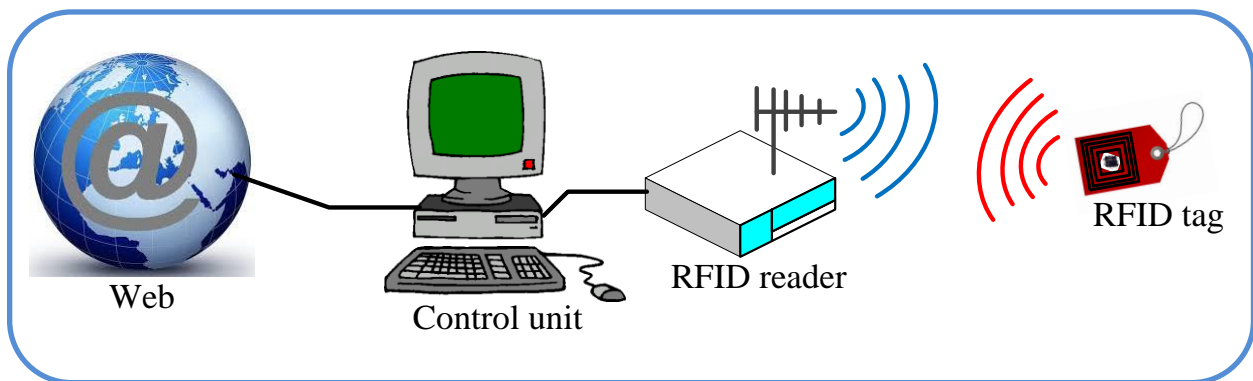 @
Web
Control unit
RFID reader
RFID tag